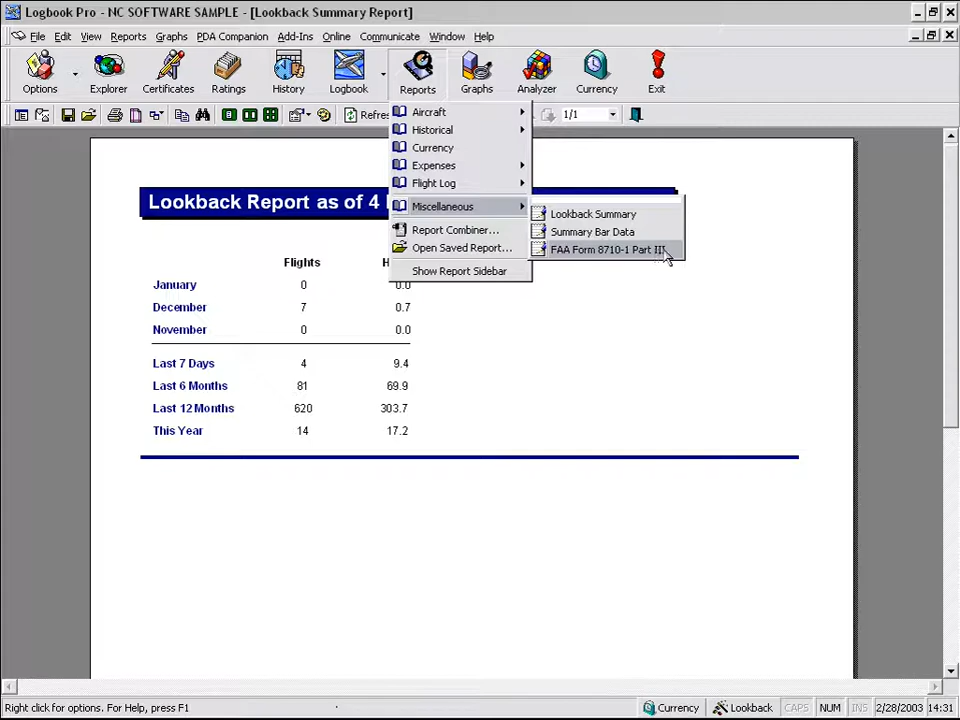 Logbook Pro - NC SOFTWARE SAMPLE - [Lookback Summary Report]
File Edit View Reports Graphs PDA Companion Add-Ins Online Communicate Window Help
Options Explorer Certificates Ratings History Logbook Reports Graphs Analyzer Currency Exit
Refres 1/1
Aircraft
Historical
Currency
Expenses
Flight Log
Miscellaneous
Report Combiner...
Open Saved Report...
Show Report Sidebar
Lookback Summary
Summary Bar Data
FAA Form 8710-1 Part III
Lookback Report as of 4
Flights H
January 0 0.0
December 7 0.7
November 0 0.0
Last 7 Days 4 9.4
Last 6 Months 81 69.9
Last 12 Months 620 303.7
This Year 14 17.2
Right click for options. For Help, press F1 Currency Lookback CAPS NUM INS 2/28/2003 14:31